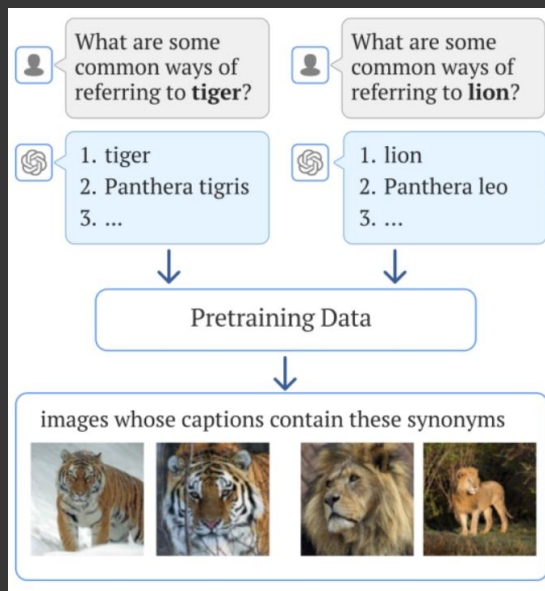 What are some
common ways of
referring to tiger?
What are some
common ways of
referring to lion?
1. tiger
2. Panthera tigris
3. ...
1. lion
2. Panthera leo
3. ...
Pretraining Data
images whose captions contain these synonyms